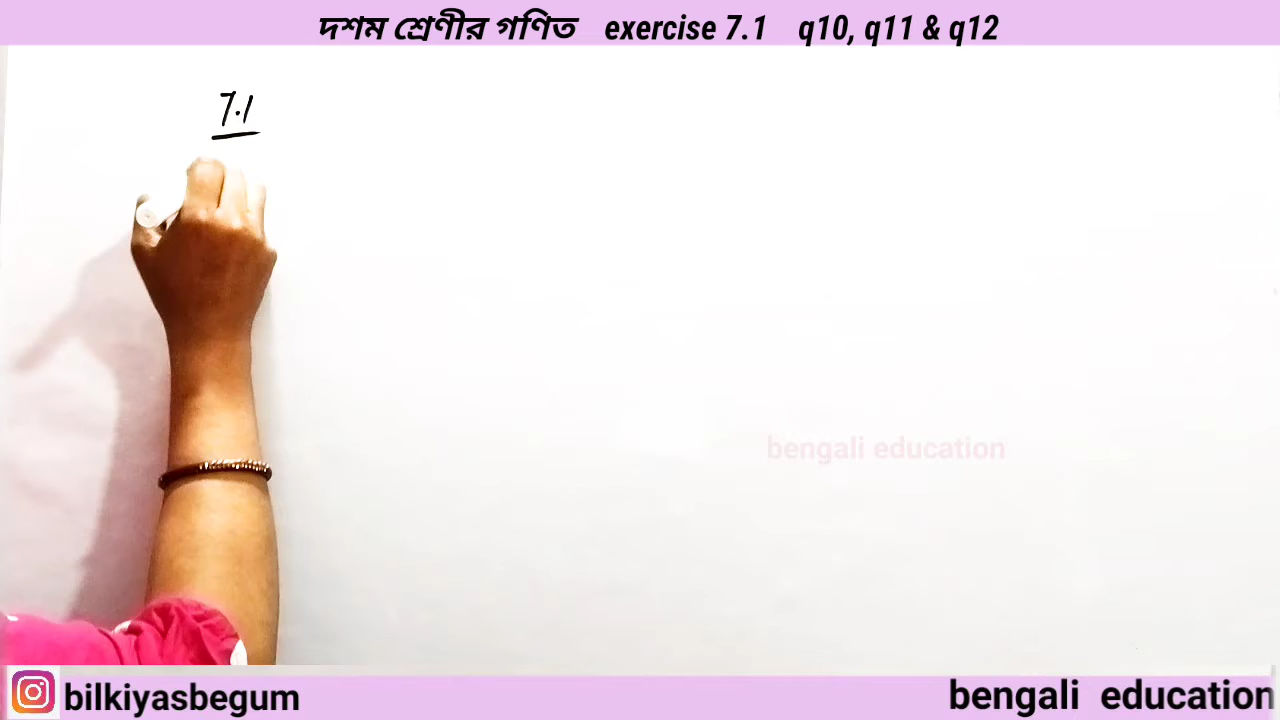 দশম শ্রেণীর গণিত exercise 7.1 q10, q11 & q12
7.1
bengali education
bilkiyasbegum
bengali education